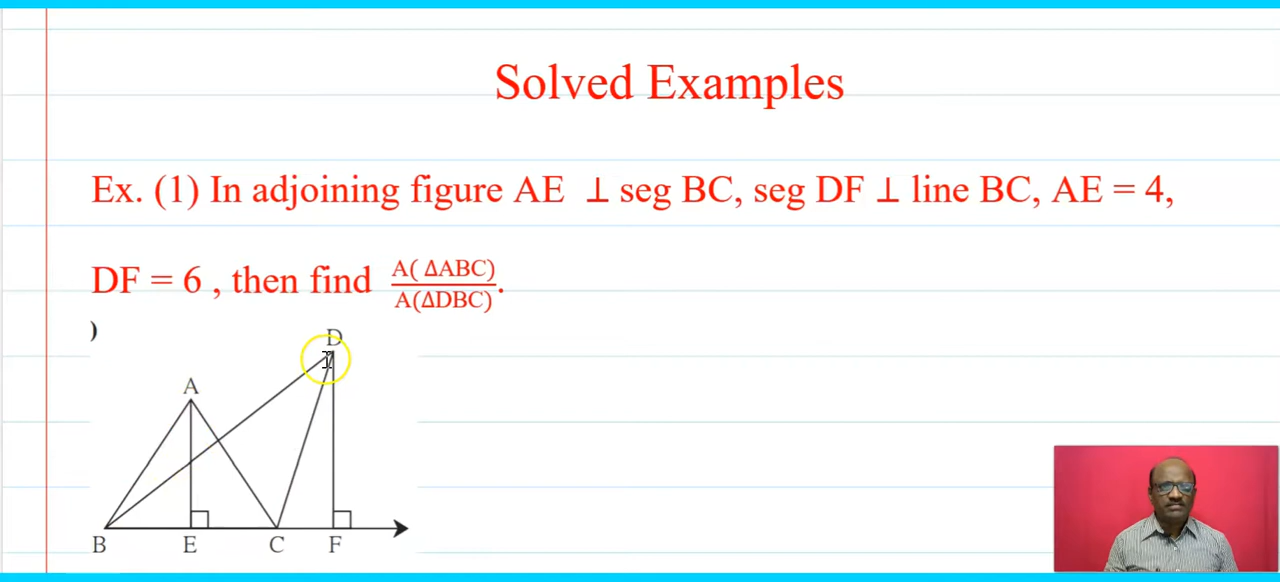 Solved Examples
Ex. (1) In adjoining figure AE ⊥ seg BC, seg DF ⊥ line BC, AE = 4,
DF = 6 , then find A( ΔABC)/A(ΔDBC).
)
D
A
B E C F